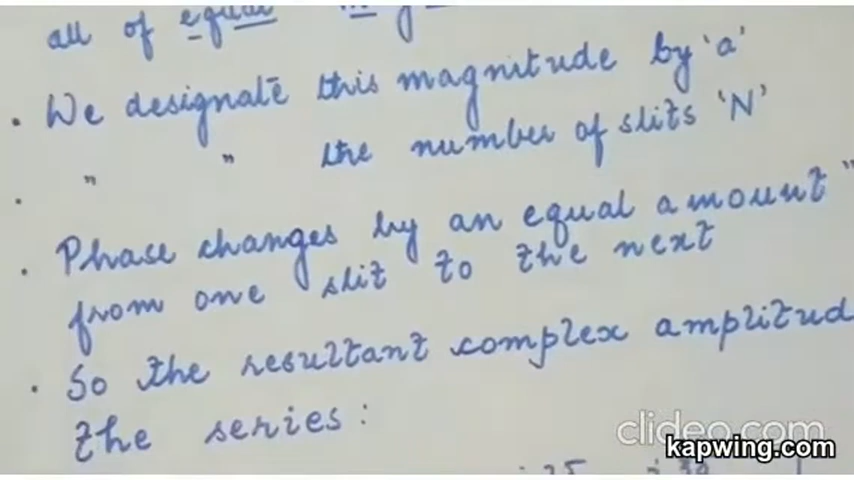 all of equal
• We designate this magnitude by 'a'
• " " the number of slits 'N'
• Phase changes by an equal amount "
from one slit to the next
• So the resultant complex amplitud
the series:
clideo.com
kapwing.com